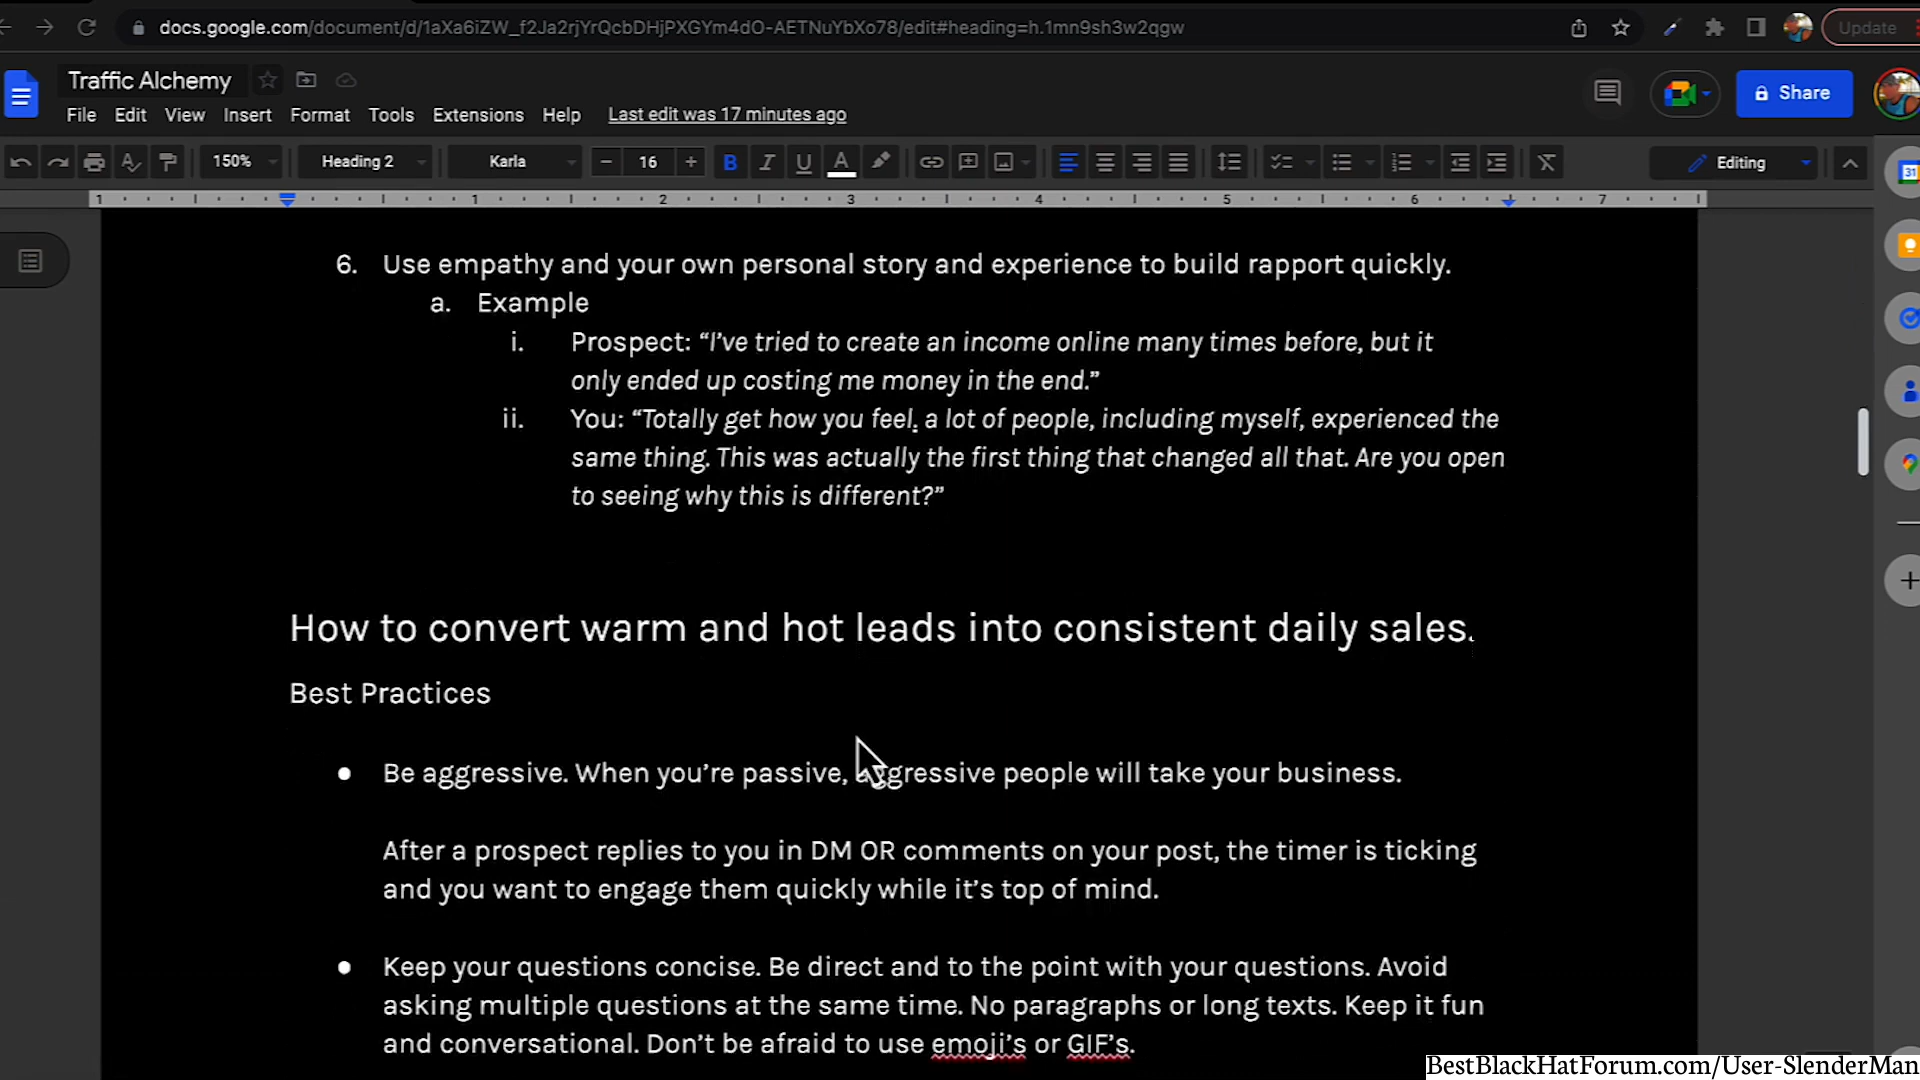 docs.google.com/document/d/1aXa6iZW_f2Ja2rjYrQcbDHjPXGYm4dO-AETNuYbXo78/edit#heading=h.1mn9sh3w2qgw
Update
Traffic Alchemy
File Edit View Insert Format Tools Extensions Help Last edit was 17 minutes ago
Share
150% Heading 2 Karla 16 B I U A Editing
1 1 2 3 4 5 6 7
31
6. Use empathy and your own personal story and experience to build rapport quickly.
a. Example
i. Prospect: “I’ve tried to create an income online many times before, but it
only ended up costing me money in the end.”
ii. You: “Totally get how you feel, a lot of people, including myself, experienced the
same thing. This was actually the first thing that changed all that. Are you open
to seeing why this is different?”
How to convert warm and hot leads into consistent daily sales.
Best Practices
● Be aggressive. When you’re passive, aggressive people will take your business.
After a prospect replies to you in DM OR comments on your post, the timer is ticking
and you want to engage them quickly while it’s top of mind.
● Keep your questions concise. Be direct and to the point with your questions. Avoid
asking multiple questions at the same time. No paragraphs or long texts. Keep it fun
and conversational. Don’t be afraid to use emoji’s or GIF’s.
BestBlackHatForum.com/User-SlenderMan